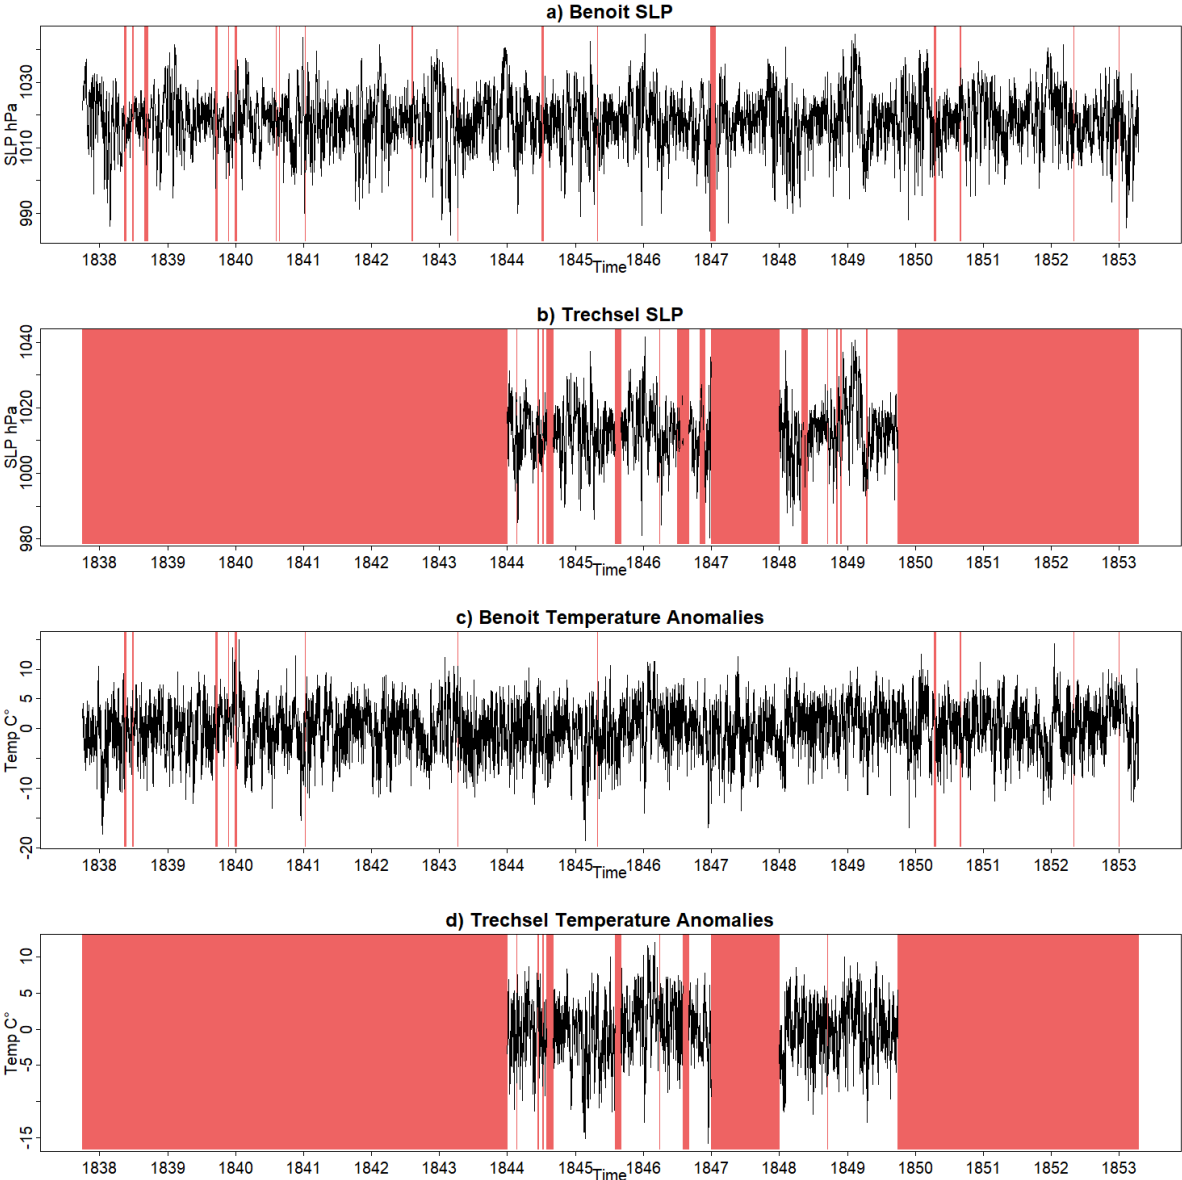 a) Benoit SLP
SLP hPa
1030
1010
990
1838 1839 1840 1841 1842 1843 1844 1845 1846 1847 1848 1849 1850 1851 1852 1853
Time
b) Trechsel SLP
SLP hPa
1040
1020
1000
980
1838 1839 1840 1841 1842 1843 1844 1845 1846 1847 1848 1849 1850 1851 1852 1853
Time
c) Benoit Temperature Anomalies
Temp C°
10
5
0
-10
-20
1838 1839 1840 1841 1842 1843 1844 1845 1846 1847 1848 1849 1850 1851 1852 1853
Time
d) Trechsel Temperature Anomalies
Temp C°
10
5
0
-5
-15
1838 1839 1840 1841 1842 1843 1844 1845 1846 1847 1848 1849 1850 1851 1852 1853
Time